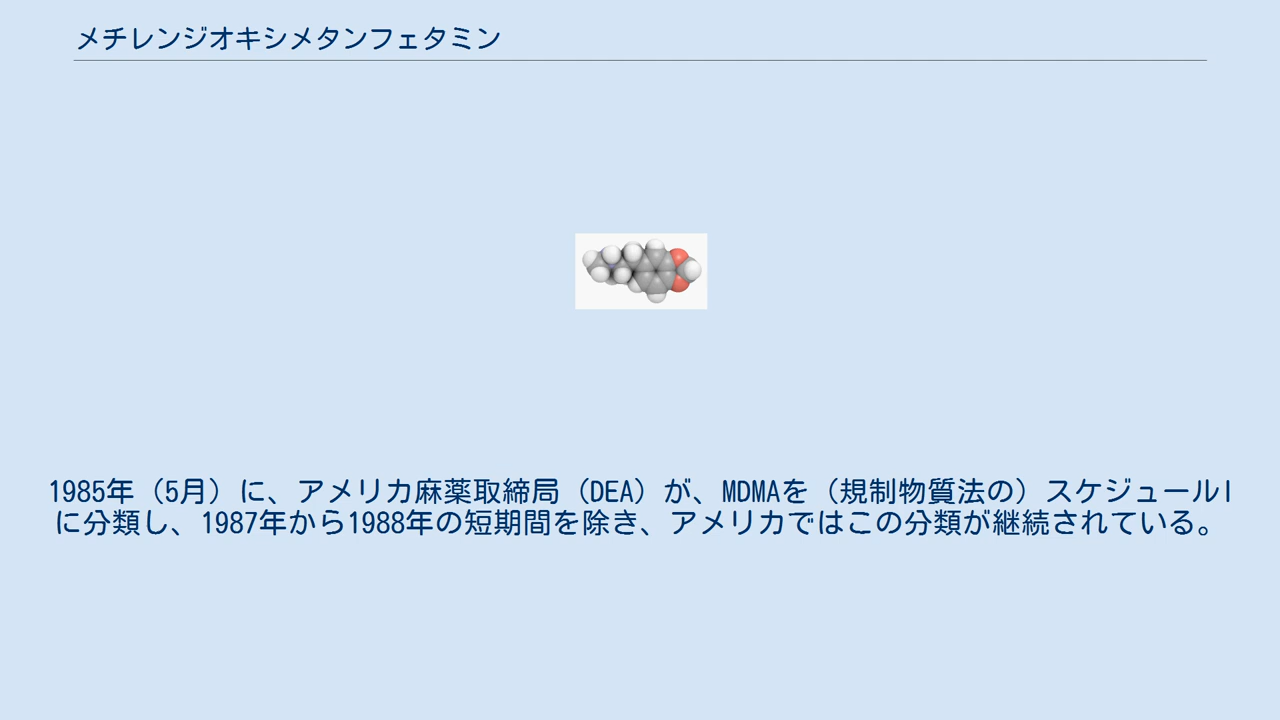 メチレンジオキシメタンフェタミン
1985年（5月）に、アメリカ麻薬取締局（DEA）が、MDMAを（規制物質法の）スケジュールI
に分類し、1987年から1988年の短期間を除き、アメリカではこの分類が継続されている。